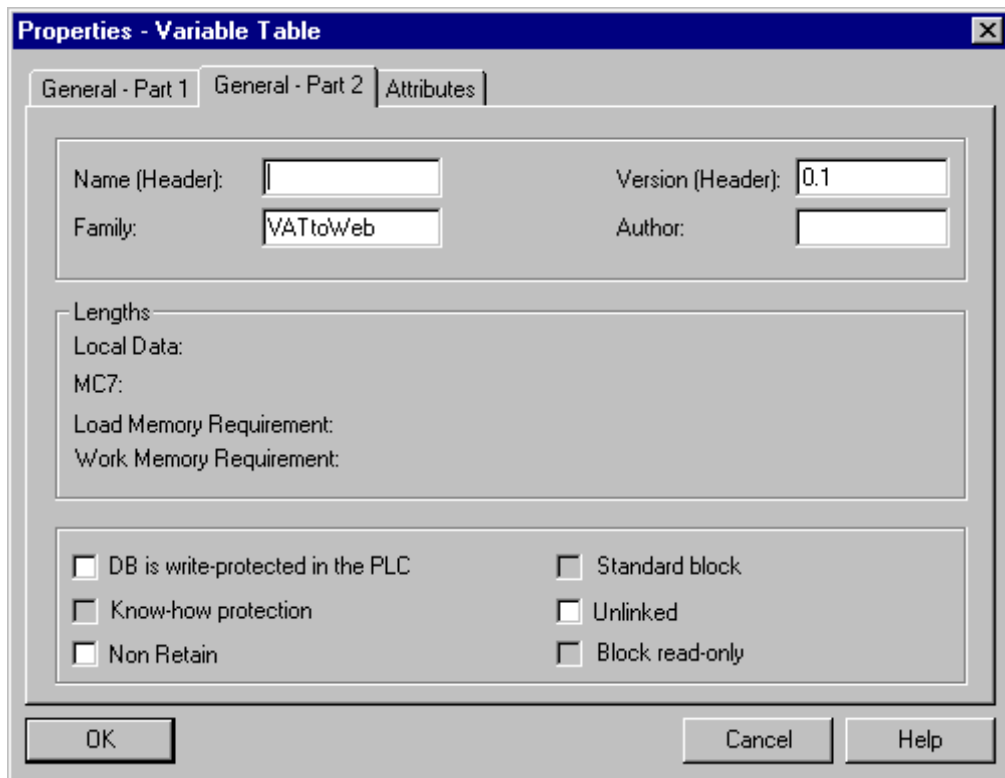 Properties - Variable Table
General - Part 1 General - Part 2 Attributes
Name (Header): Version (Header): 0.1
Family: VATtoWeb Author:
Lengths
Local Data:
MC7:
Load Memory Requirement:
Work Memory Requirement:
DB is write-protected in the PLC Standard block
Know-how protection Unlinked
Non Retain Block read-only
OK Cancel Help